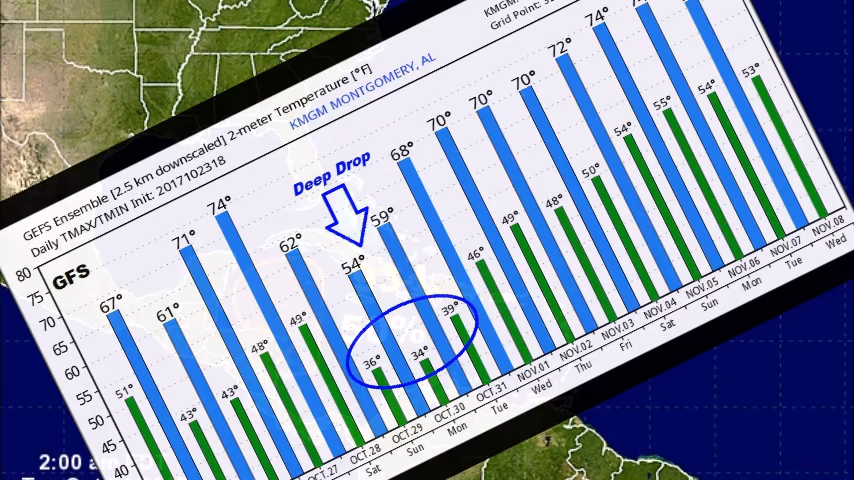 KMGM
Grid Point:
GEFS Ensemble [2.5 km downscaled] 2-meter Temperature [°F]
Daily TMAX/TMIN Init: 2017102318
KMGM MONTGOMERY, AL
GFS
Deep Drop
80
75
70
65
60
55
50
45
40
67° 61° 71° 74° 62° 54° 59° 68° 70° 70° 70° 72° 74°
51° 43° 43° 48° 49° 36° 34° 39° 46° 49° 48° 50° 54° 55° 54° 53°
OCT.27 OCT.28 OCT.29 OCT.30 OCT.31 NOV.01 NOV.02 NOV.03 NOV.04 NOV.05 NOV.06 NOV.07 NOV.08
Sat Sun Mon Tue Wed Thu Fri Sat Sun Mon Tue Wed
2:00 am